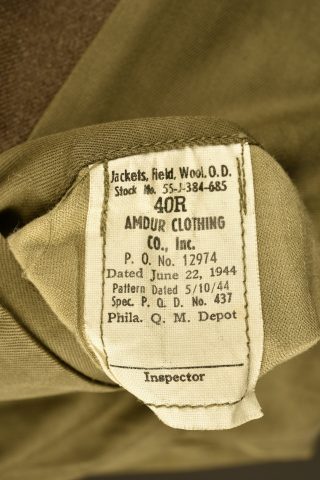 Jackets, Field, Wool, O.D.
Stock No. 55-J-384-685
40R
AMDUR CLOTHING
CO., Inc.
P. O. No. 12974
Dated June 22, 1944
Pattern Dated 5/10/44
Spec. P. Q. D. No. 437
Phila. Q. M. Depot
Inspector